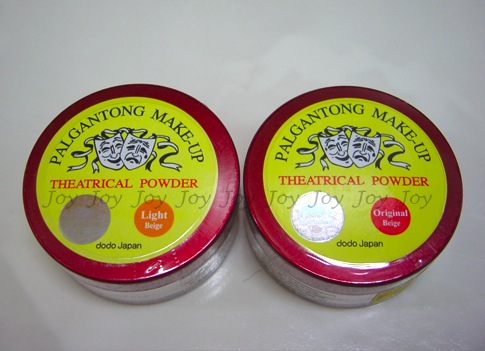 PALGANTONG MAKE-UP
THEATRICAL POWDER
Light
Beige
dodo Japan
PALGANTONG MAKE-UP
THEATRICAL POWDER
Original
Beige
dodo Japan
Joy Joy Joy Joy Joy Joy Joy Joy Joy